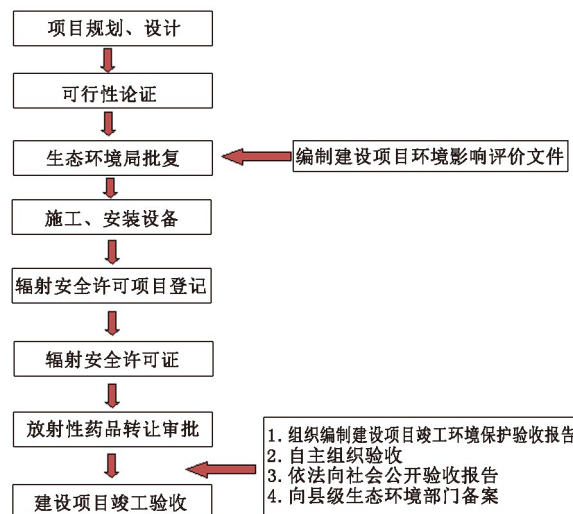 项目规划、设计
可行性论证
生态环境局批复
编制建设项目环境影响评价文件
施工、安装设备
辐射安全许可项目登记
辐射安全许可证
放射性药品转让审批
1. 组织编制建设项目竣工环境保护验收报告
2. 自主组织验收
3. 依法向社会公开验收报告
4. 向县级生态环境部门备案
建设项目竣工验收